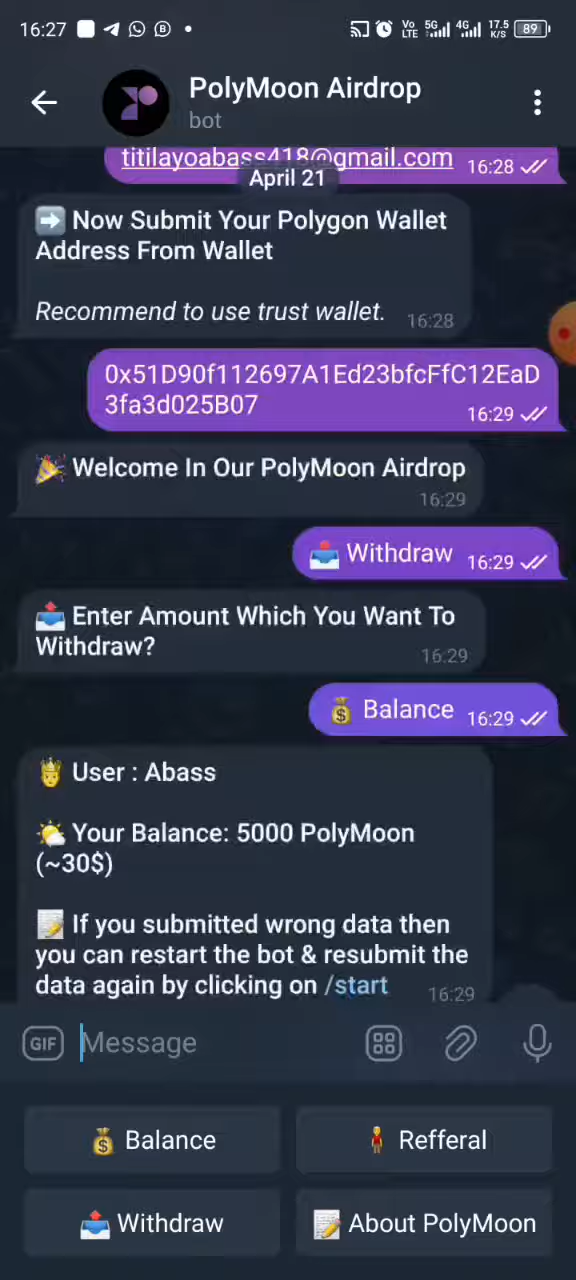 16:27
Vo LTE 5G 4G 17.5 K/S 89
PolyMoon Airdrop
bot
titilayoabass418@gmail.com 16:28
April 21
Now Submit Your Polygon Wallet
Address From Wallet
Recommend to use trust wallet. 16:28
0x51D90f112697A1Ed23bfcFfC12EaD
3fa3d025B07 16:29
Welcome In Our PolyMoon Airdrop
16:29
Withdraw 16:29
Enter Amount Which You Want To
Withdraw? 16:29
Balance 16:29
User : Abass
Your Balance: 5000 PolyMoon
(~30$)
If you submitted wrong data then
you can restart the bot & resubmit the
data again by clicking on /start 16:29
GIF Message
Balance Refferal
Withdraw About PolyMoon